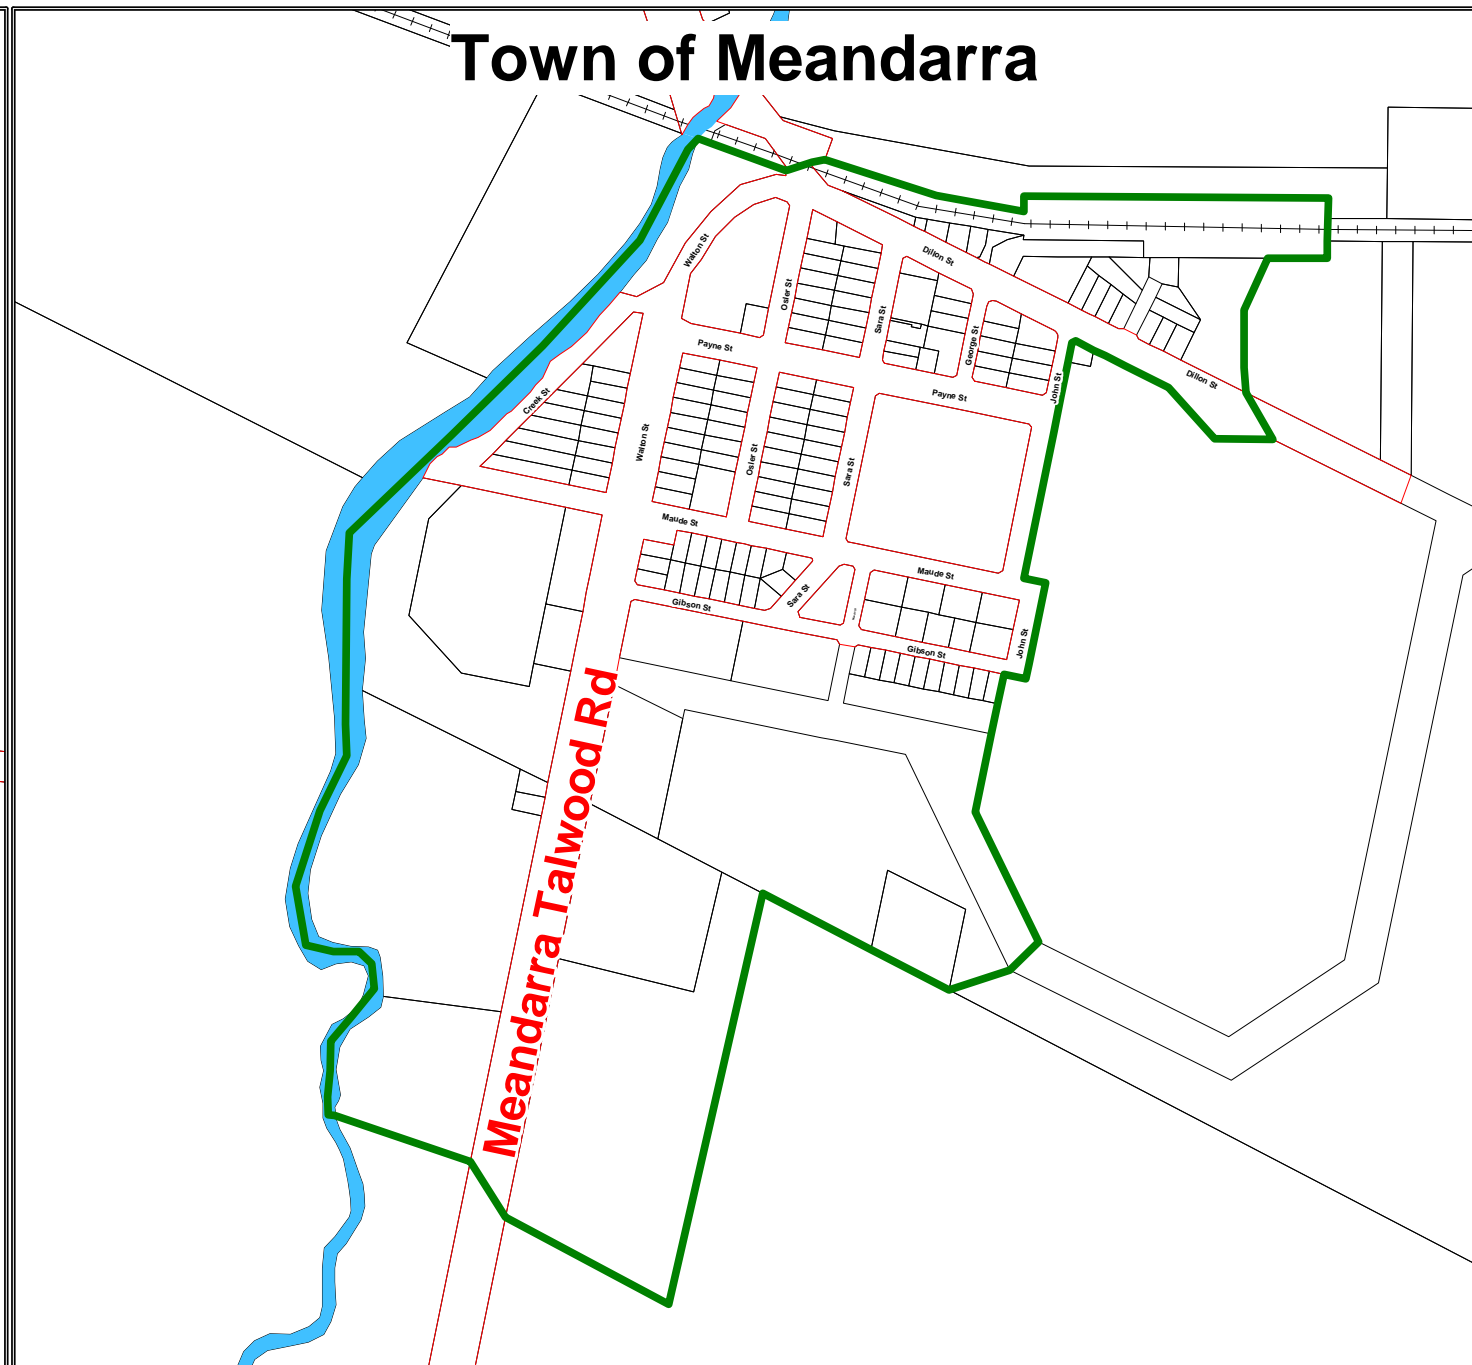 Town of Meandarra
Walton St
Dillon St
Osler St
Sara St
George St
Payne St
Dillon St
John St
Payne St
Creek St
Walton St
Osler St
Sara St
Maude St
Maude St
Sara St
Gibson St
John St
Gibson St
Meandarra Talwood Rd